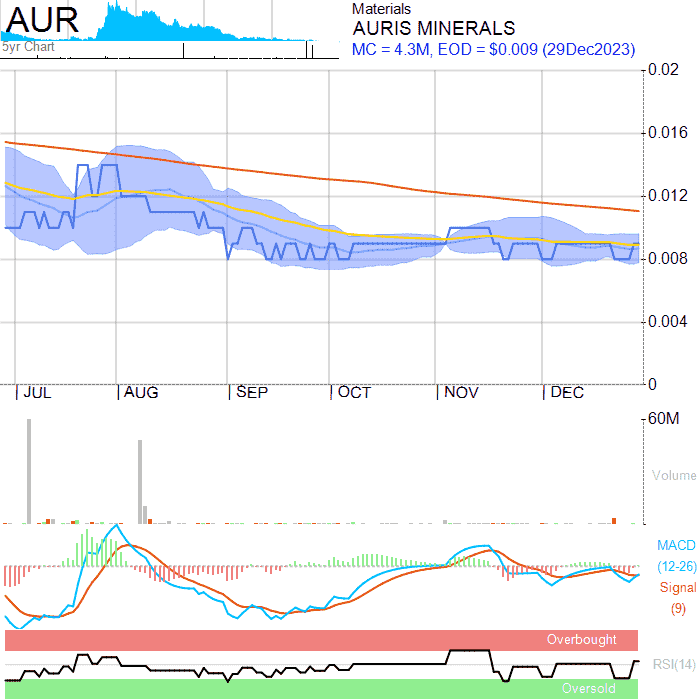 AUR
5yr Chart
Materials
AURIS MINERALS
MC = 4.3M, EOD = $0.009 (29Dec2023)
0.02
0.016
0.012
0.008
0.004
0
JUL AUG SEP OCT NOV DEC
60M
Volume
MACD
(12-26)
Signal
(9)
Overbought
RSI(14)
Oversold